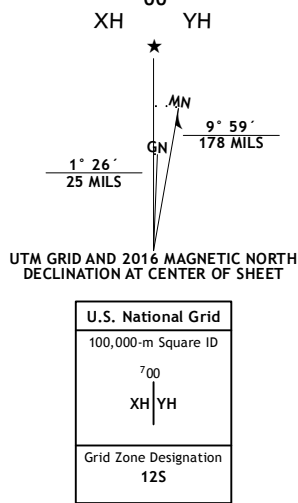 XH YH
★
MN
GN
9° 59´
178 MILS
1° 26´
25 MILS
UTM GRID AND 2016 MAGNETIC NORTH
DECLINATION AT CENTER OF SHEET
U.S. National Grid
100,000-m Square ID
⁷00
XH YH
Grid Zone Designation
12S